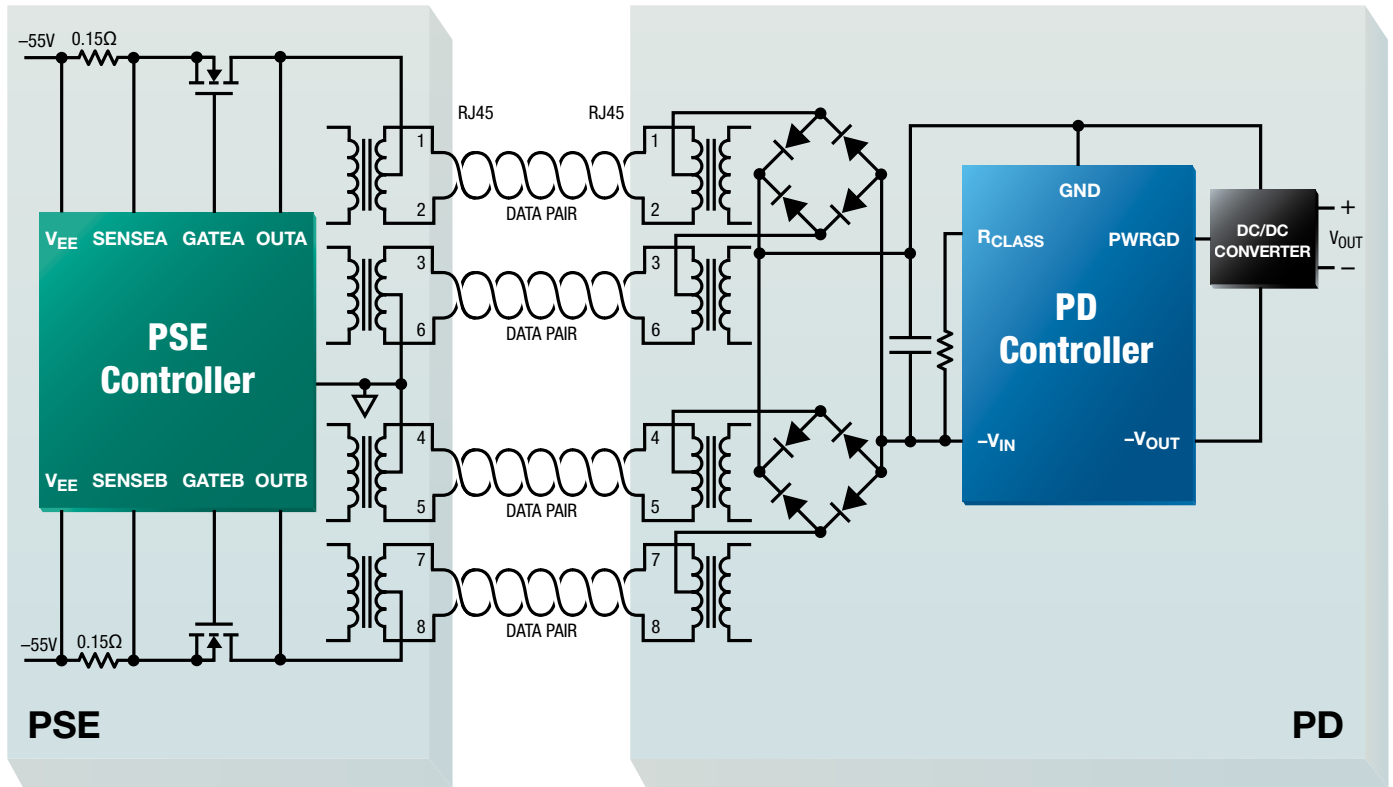 –55V 0.15Ω
RJ45 RJ45
1 1
2 2
DATA PAIR
GND
VEE SENSEA GATEA OUTA
RCLASS PWRGD
DC/DC
CONVERTER
+
VOUT
–
3 3
6 6
DATA PAIR
PSE
Controller
PD
Controller
4 4
5 5
DATA PAIR
–VIN –VOUT
VEE SENSEB GATEB OUTB
7 7
8 8
DATA PAIR
–55V 0.15Ω
PSE PD